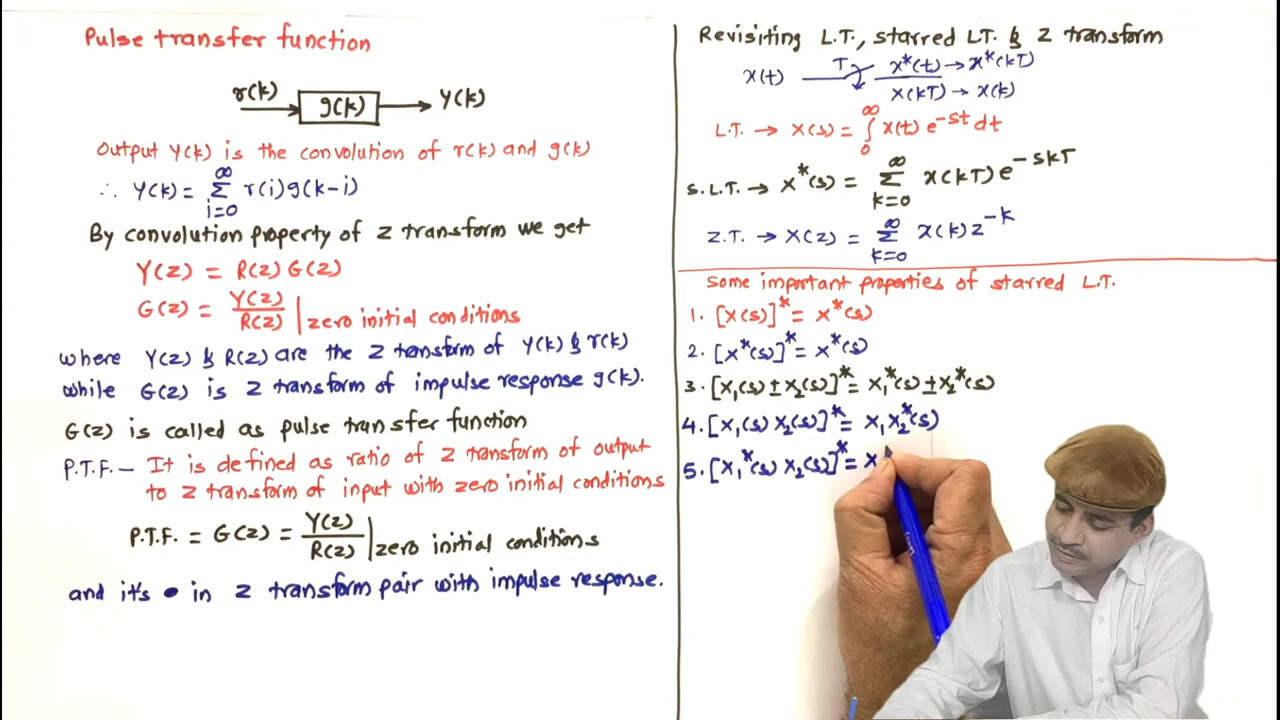 Pulse transfer function
r(k) g(k) Y(k)
Output Y(k) is the convolution of r(k) and g(k)
∴ Y(k) = ∞∑i=0 r(i)g(k-i)
By convolution property of z transform we get
Y(z) = R(z) G(z)
G(z) = Y(z)/R(z) | zero initial conditions
where Y(z) & R(z) are the z transform of Y(k) & r(k)
while G(z) is z transform of impulse response g(k).
G(z) is called as pulse transfer function
P.T.F. - It is defined as ratio of z transform of output
to z transform of input with zero initial conditions
P.T.F. = G(z) = Y(z)/R(z) | zero initial conditions
and it's in z transform pair with impulse response.
Revisiting L.T., starred L.T. & z transform
x(t) T x*(t) → x*(kT)
x(kT) → x(k)
L.T. → X(s) = ∫0^∞ x(t) e^-st dt
S.L.T. → X*(s) = ∞∑k=0 x(kT) e^-skT
Z.T. → X(z) = ∞∑k=0 x(k) z^-k
Some important properties of starred L.T.
1. [X(s)]* = X*(s)
2. [X*(s)]* = X*(s)
3. [X1(s) ± X2(s)]* = X1*(s) ± X2*(s)
4. [X1(s) X2(s)]* = X1X2*(s)
5. [X1*(s) X2(s)]* = X